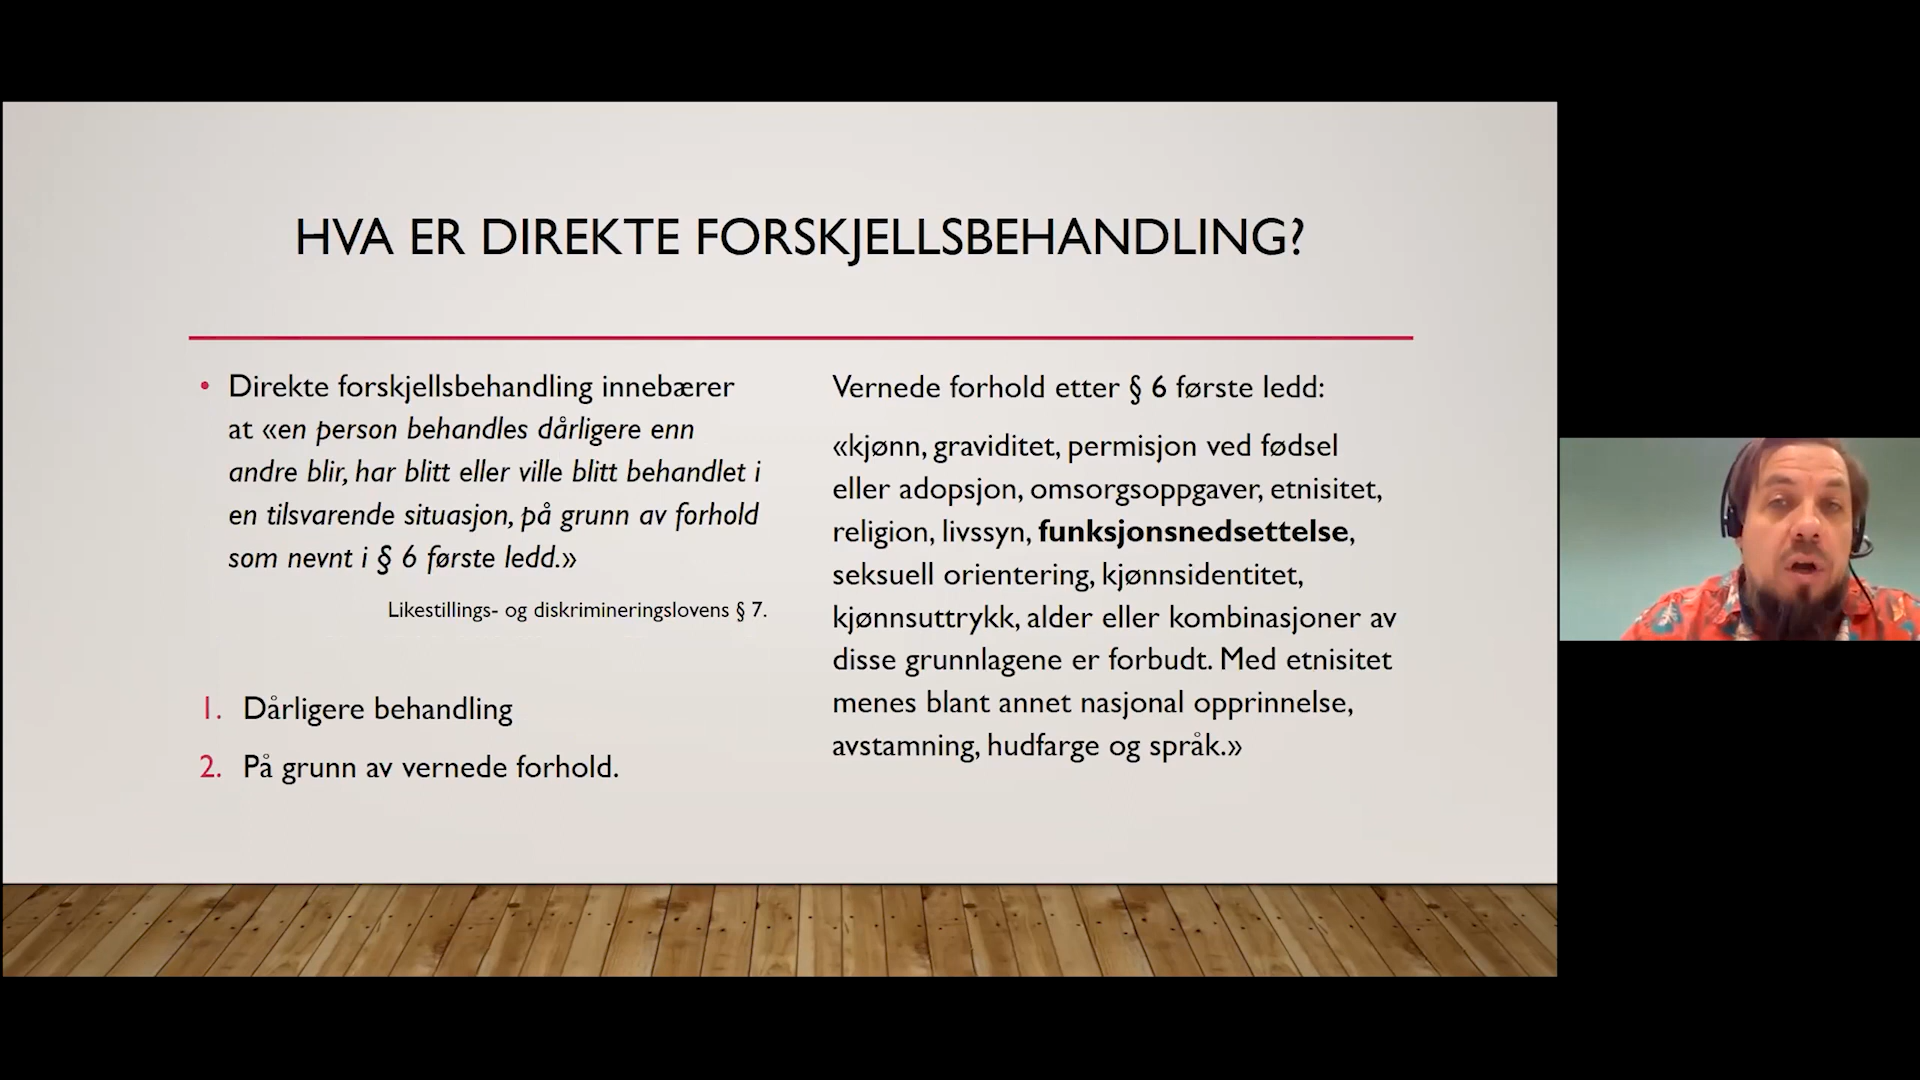 HVA ER DIREKTE FORSKJELLSBEHANDLING?
• Direkte forskjellsbehandling innebærer
at «en person behandles dårligere enn
andre blir, har blitt eller ville blitt behandlet i
en tilsvarende situasjon, på grunn av forhold
som nevnt i § 6 første ledd.»
Likestillings- og diskrimineringslovens § 7.
1. Dårligere behandling
2. På grunn av vernede forhold.
Vernede forhold etter § 6 første ledd:
«kjønn, graviditet, permisjon ved fødsel
eller adopsjon, omsorgsoppgaver, etnisitet,
religion, livssyn, funksjonsnedsettelse,
seksuell orientering, kjønnsidentitet,
kjønnsuttrykk, alder eller kombinasjoner av
disse grunnlagene er forbudt. Med etnisitet
menes blant annet nasjonal opprinnelse,
avstamning, hudfarge og språk.»